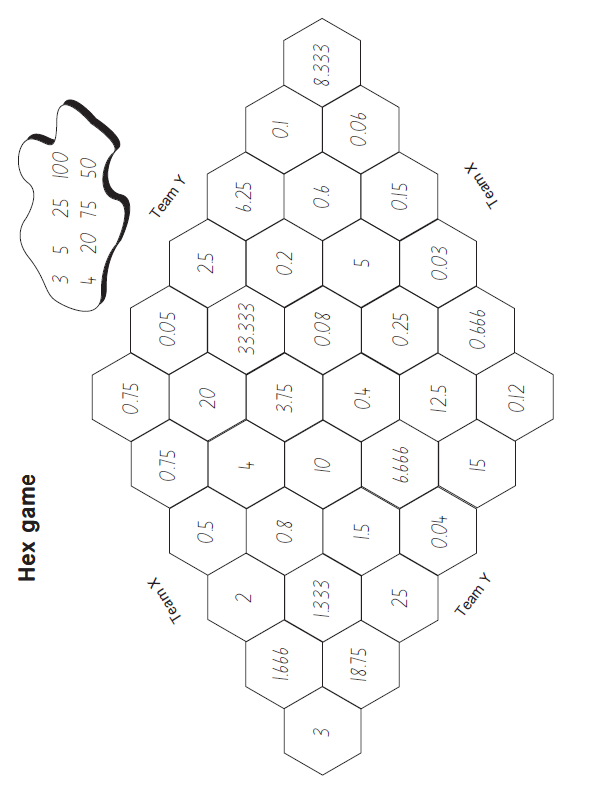 Hex game
3 5 25 100
4 20 75 50
0.75
Team X
Team Y
0.75 0.05
0.5 20 2.5
2 4 33.333 6.25
1.666 0.8 3.75 0.2 0.1
3 1.333 10 0.08 0.6 8.333
18.75 1.5 0.4 5 0.06
25 6.666 0.25 0.15
0.04 12.5 0.03
Team Y
Team X
15 0.666
0.12